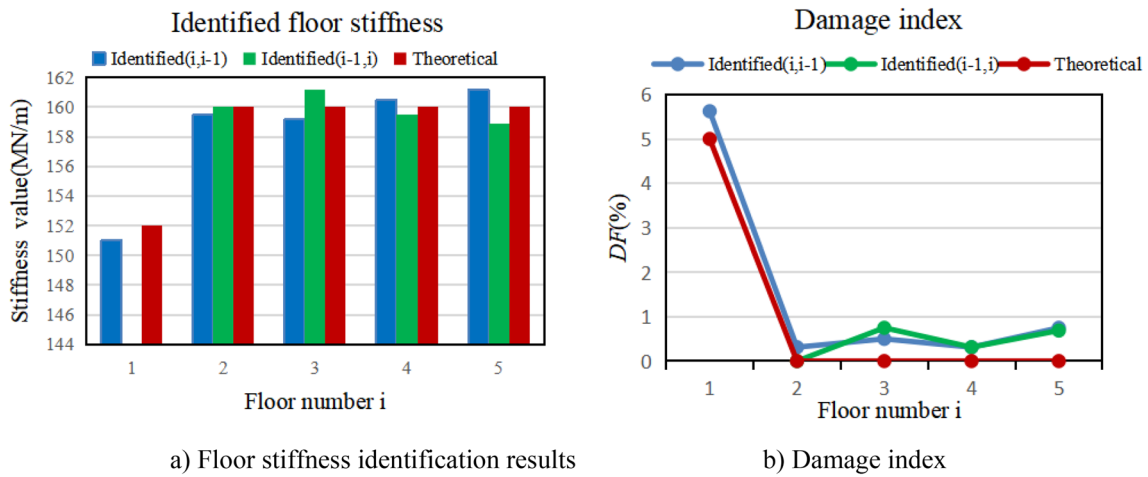 Identified floor stiffness
Identified(i,i-1) Identified(i-1,i) Theoretical
Stiffness value(MN/m)
162
160
158
156
154
152
150
148
146
144
1 2 3 4 5
Floor number i
a) Floor stiffness identification results
Damage index
Identified(i,i-1) Identified(i-1,i) Theoretical
DF(%)
6
5
4
3
2
1
0
1 2 3 4 5
Floor number i
b) Damage index